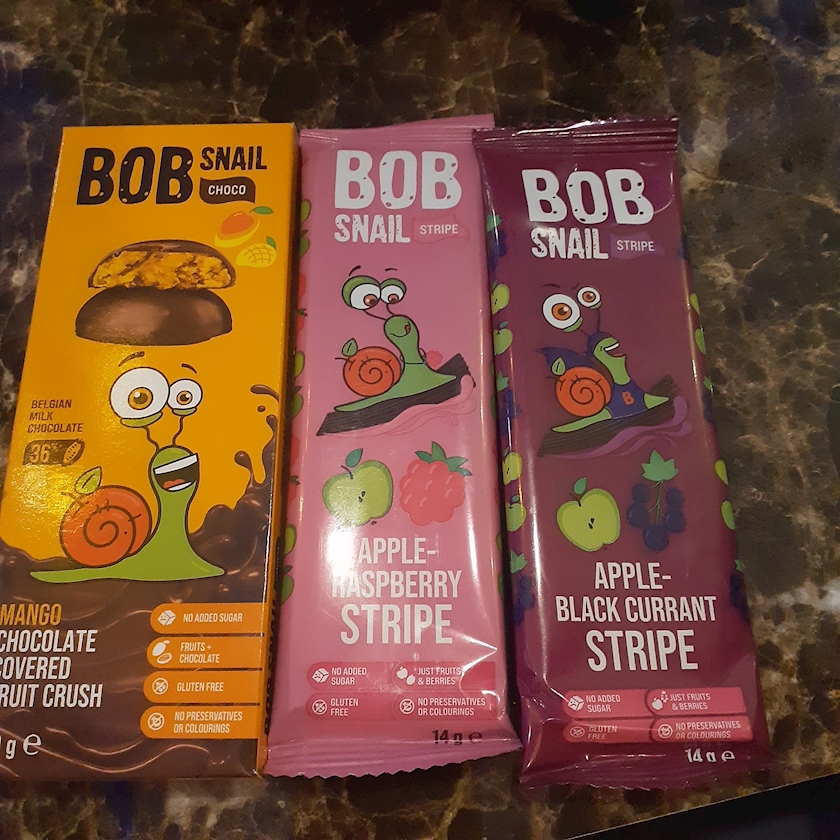 BOB SNAIL
CHOCO
BELGIAN
MILK
CHOCOLATE
36%
MANGO
CHOCOLATE
COVERED
FRUIT CRUSH
NO ADDED SUGAR
FRUITS +
CHOCOLATE
GLUTEN FREE
NO PRESERVATIVES
OR COLOURINGS
g e
BOB
SNAIL STRIPE
APPLE-
RASPBERRY
STRIPE
NO ADDED
SUGAR
JUST FRUITS
& BERRIES
GLUTEN
FREE
NO PRESERVATIVES
OR COLOURINGS
14 g e
BOB
SNAIL STRIPE
B
APPLE-
BLACK CURRANT
STRIPE
NO ADDED
SUGAR
JUST FRUITS
& BERRIES
GLUTEN
FREE
NO PRESERVATIVES
OR COLOURINGS
14 g e